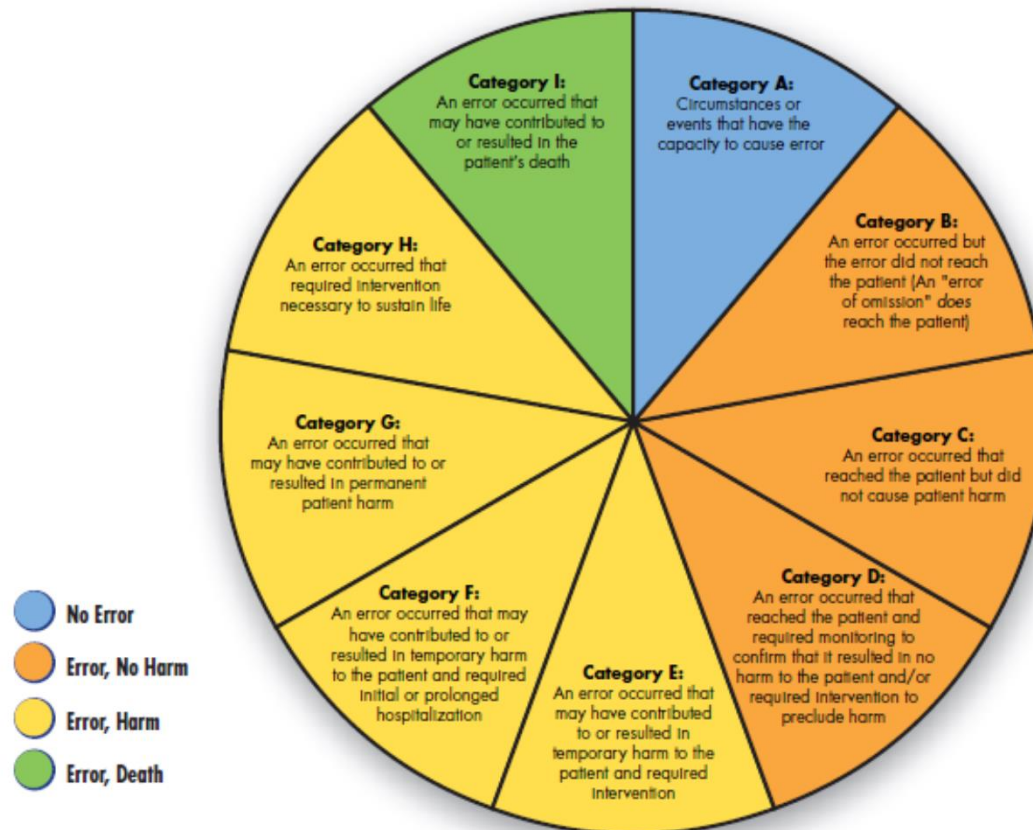 Category I:
An error occurred that
may have contributed to
or resulted in the
patient's death
Category A:
Circumstances or
events that have the
capacity to cause error
Category B:
An error occurred but
the error did not reach
the patient (An "error
of omission" does
reach the patient)
Category C:
An error occurred that
reached the patient but did
not cause patient harm
Category D:
An error occurred that
reached the patient and
required monitoring to
confirm that it resulted in no
harm to the patient and/or
required intervention to
preclude harm
Category E:
An error occurred that
may have contributed
to or resulted in
temporary harm to the
patient and required
intervention
Category F:
An error occurred that may
have contributed to or
resulted in temporary harm
to the patient and required
initial or prolonged
hospitalization
Category G:
An error occurred that
may have contributed to or
resulted in permanent
patient harm
Category H:
An error occurred that
required intervention
necessary to sustain life
No Error
Error, No Harm
Error, Harm
Error, Death